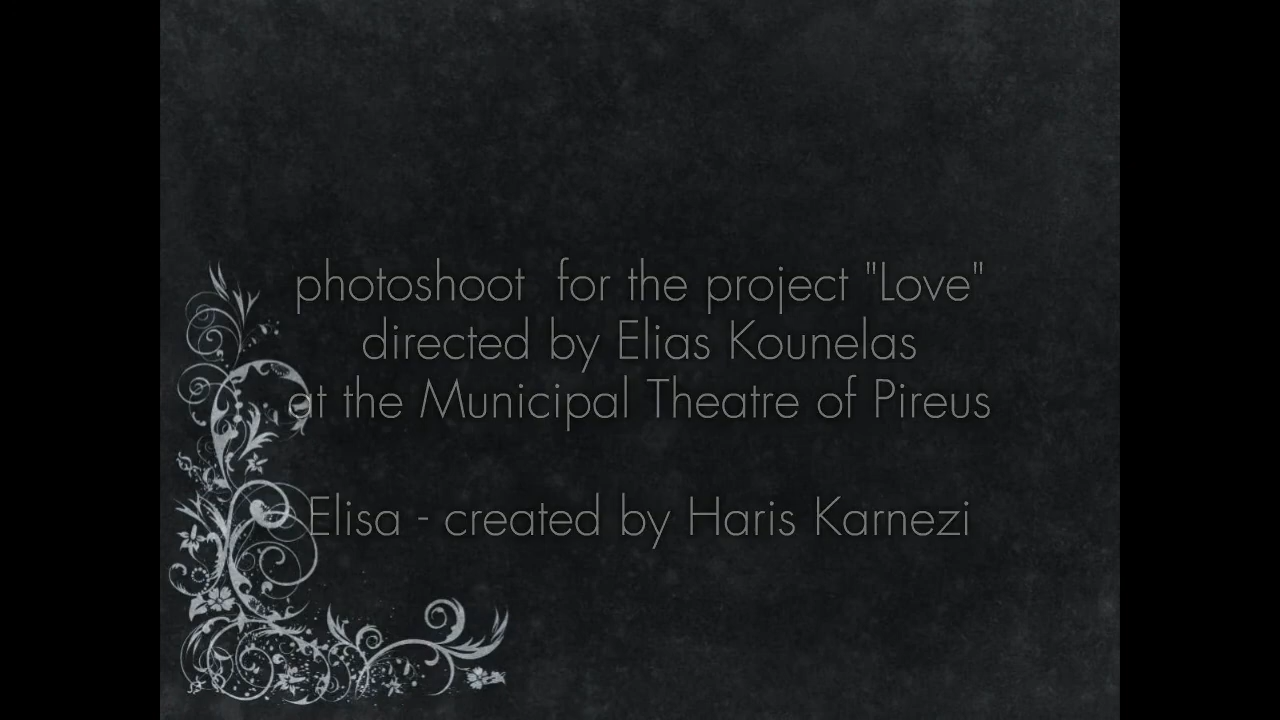 photoshoot  for the project "Love"
directed by Elias Kounelas
at the Municipal Theatre of Pireus
Elisa - created by Haris Karnezi